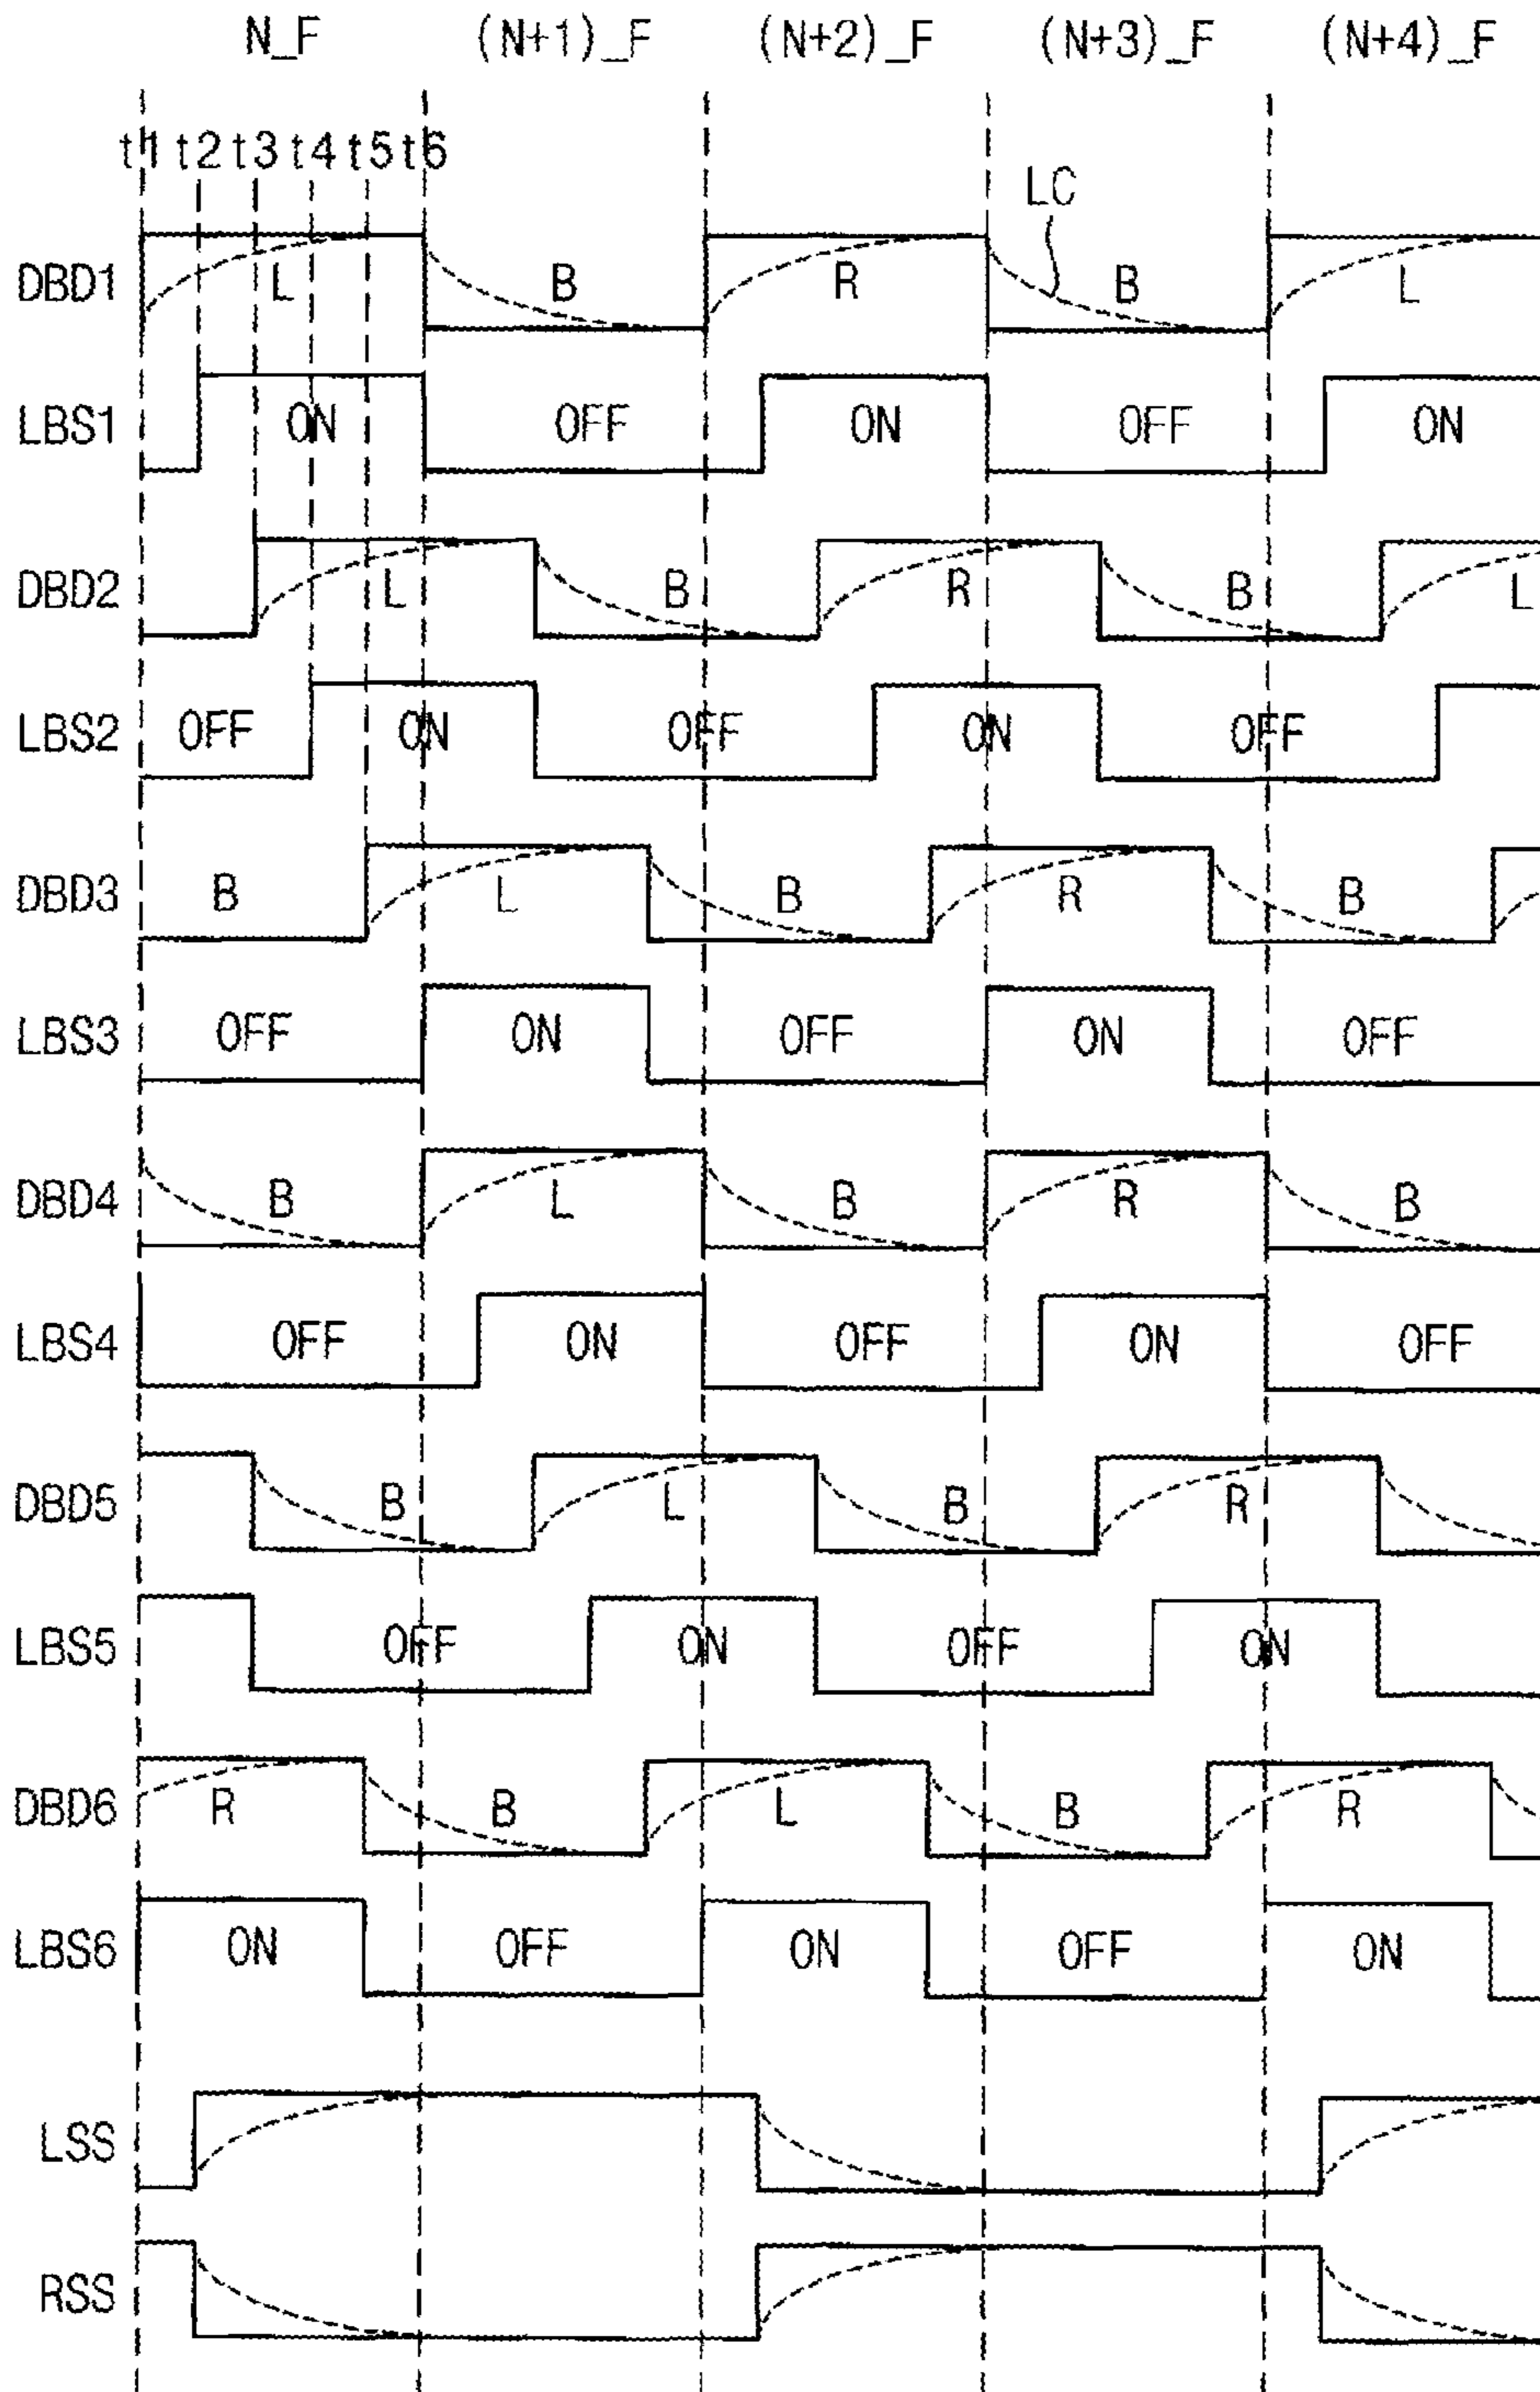 N_F (N+1)_F (N+2)_F (N+3)_F (N+4)_F
t1 t2 t3 t4 t5 t6
LC
DBD1 L B R B L
LBS1 ON OFF ON OFF ON
DBD2 L B R B L
LBS2 OFF ON OFF ON OFF
DBD3 B L B R B
LBS3 OFF ON OFF ON OFF
DBD4 B L B R B
LBS4 OFF ON OFF ON OFF
DBD5 B L B R
LBS5 OFF ON OFF ON
DBD6 R B L B R
LBS6 ON OFF ON OFF ON
LSS
RSS